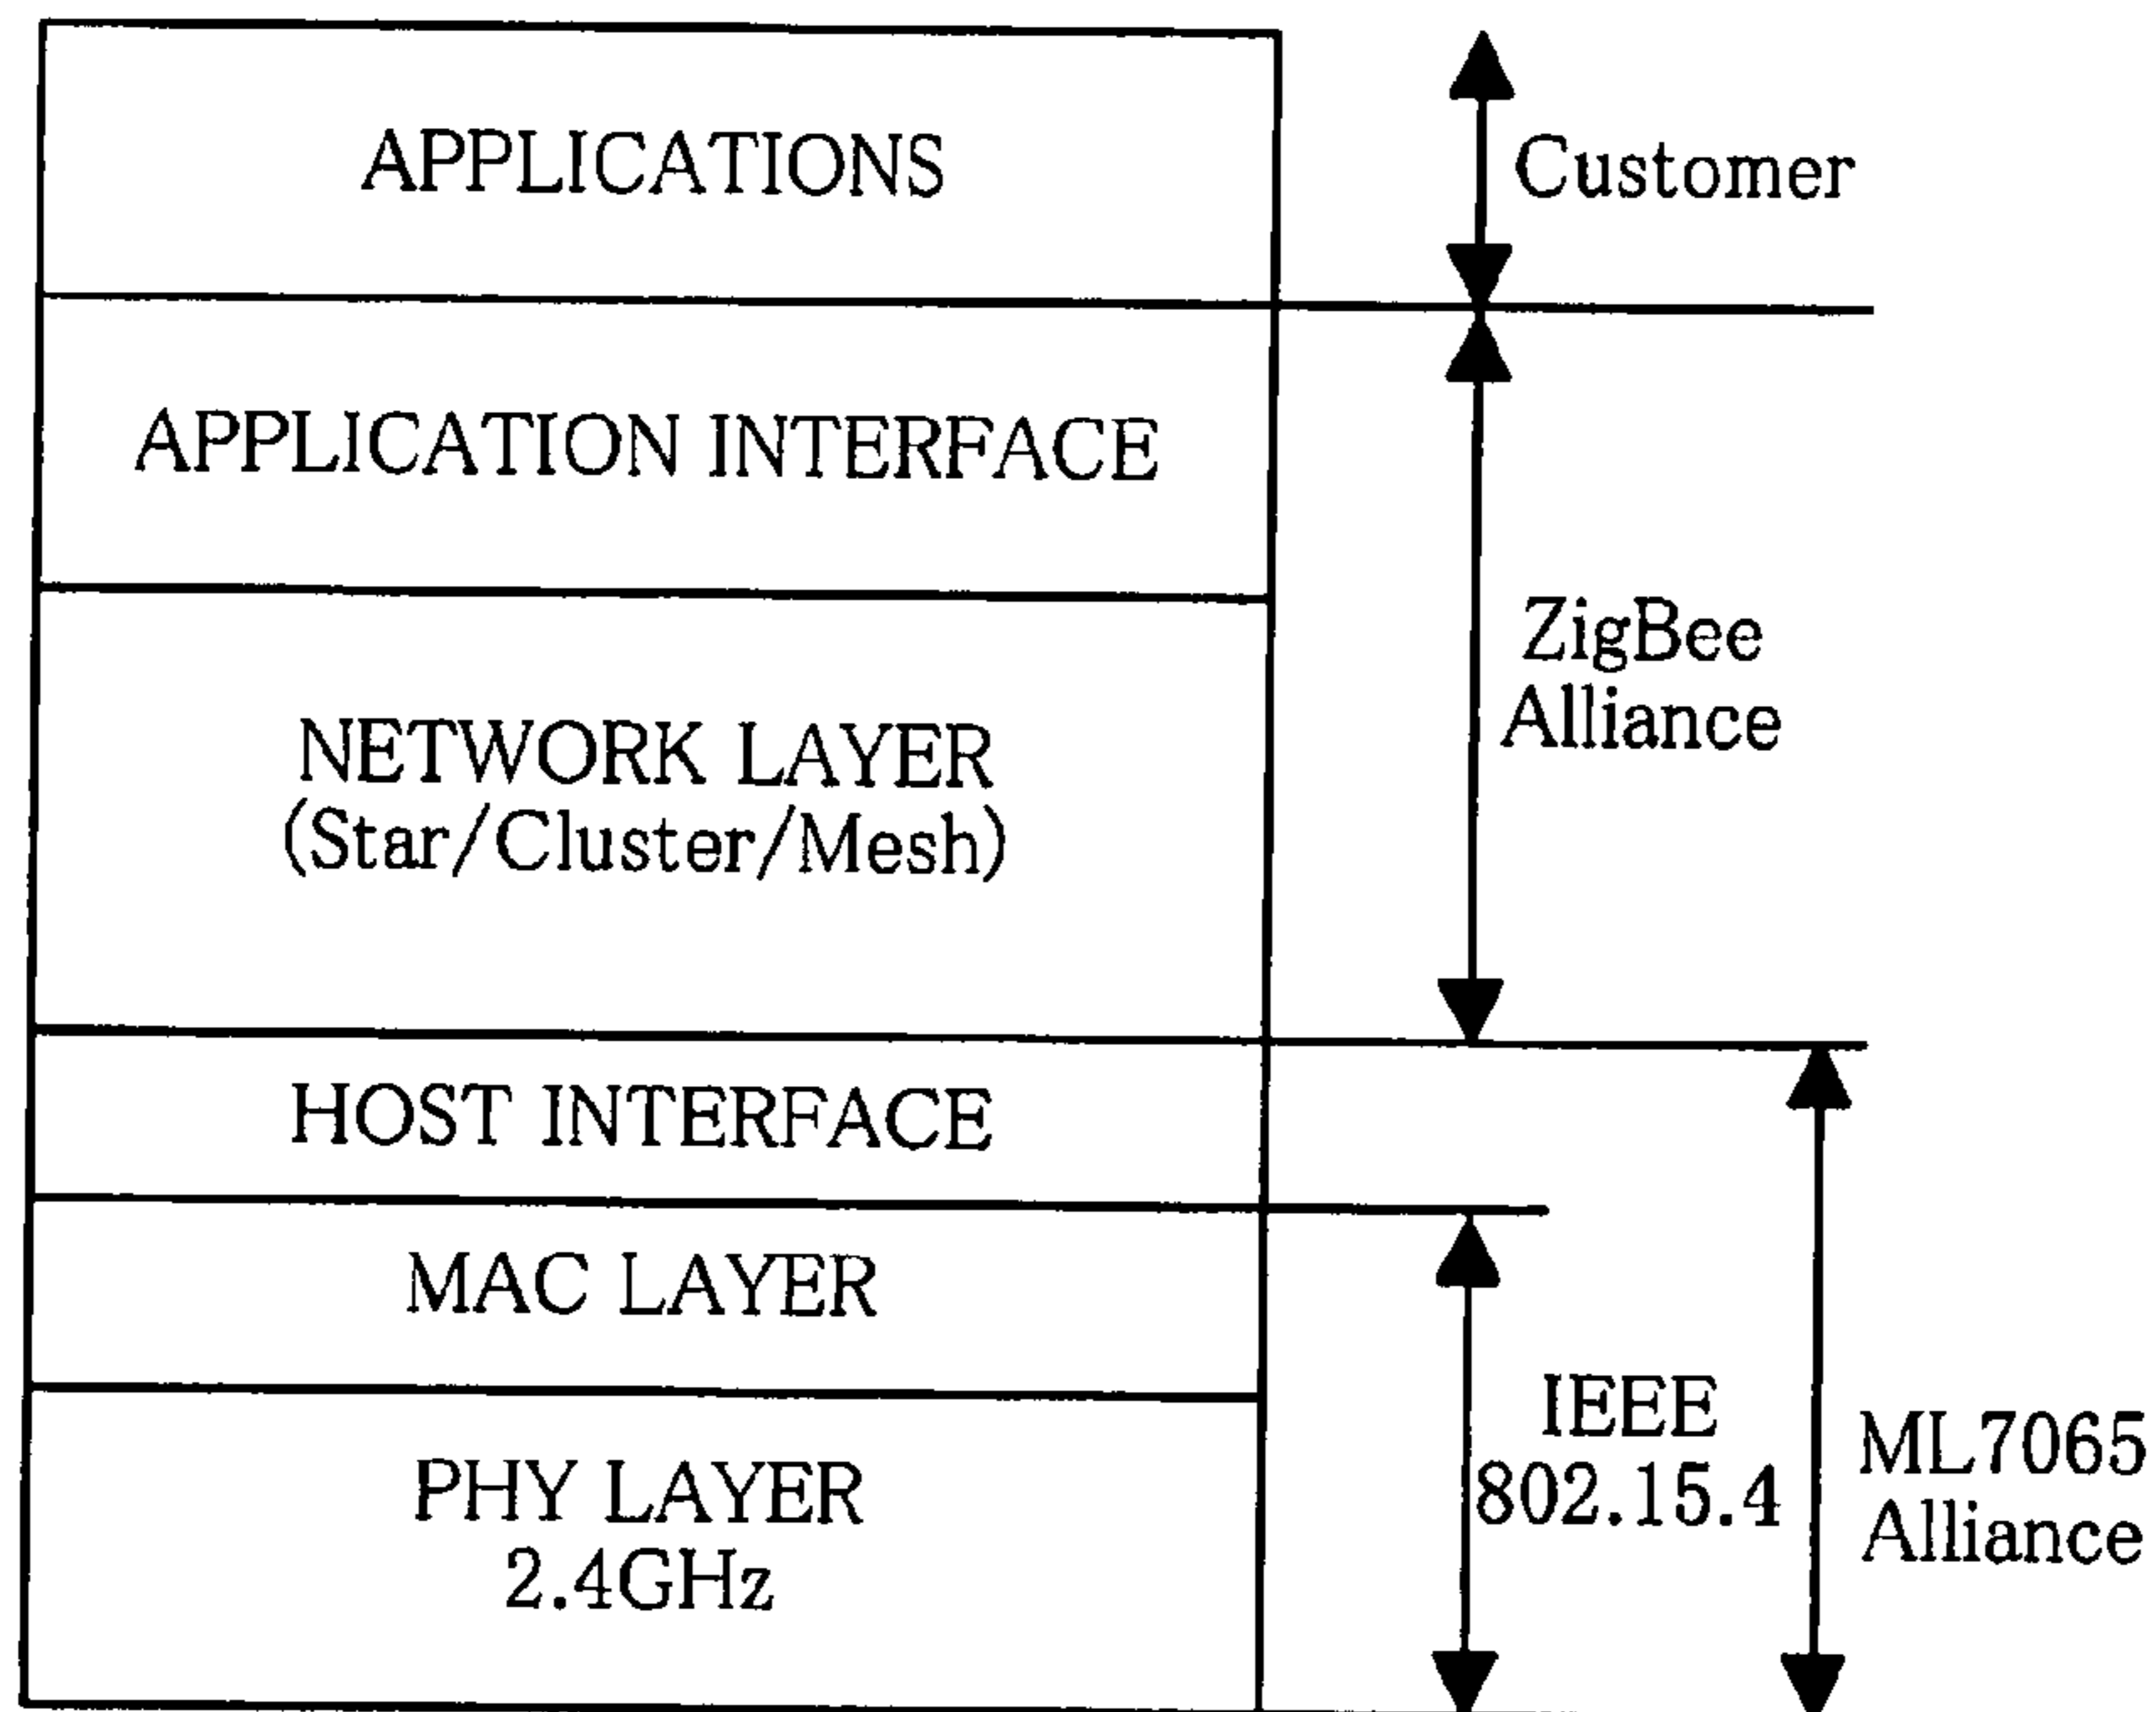 APPLICATIONS
Customer
APPLICATION INTERFACE
ZigBee
Alliance
NETWORK LAYER
(Star/Cluster/Mesh)
HOST INTERFACE
MAC LAYER
IEEE
802.15.4
ML7065
Alliance
PHY LAYER
2.4GHz